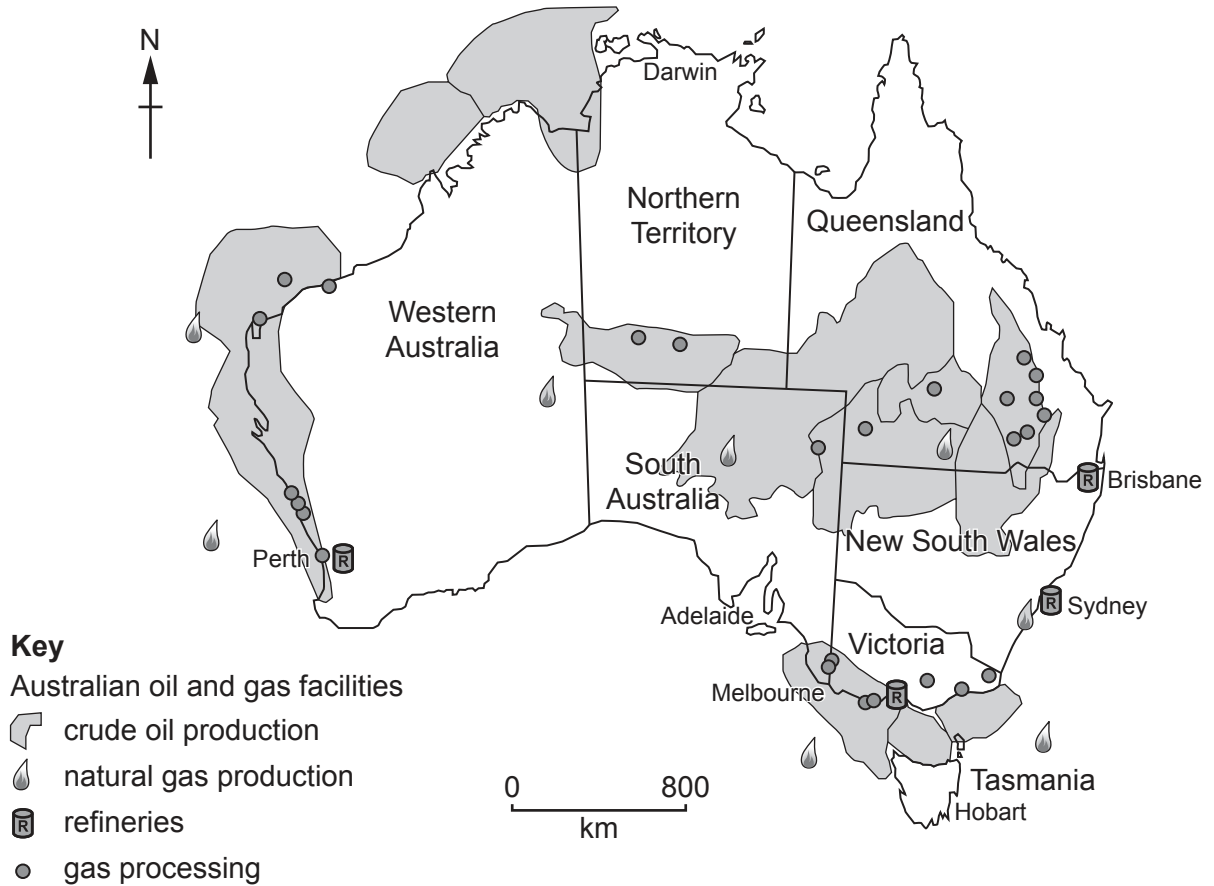 N
Darwin
Northern
Territory
Queensland
Western
Australia
South
Australia
R
Brisbane
New South Wales
Perth
R
R
Sydney
Adelaide
Victoria
Melbourne
R
Tasmania
Hobart
Key
Australian oil and gas facilities
crude oil production
natural gas production
R
refineries
gas processing
0
800
km